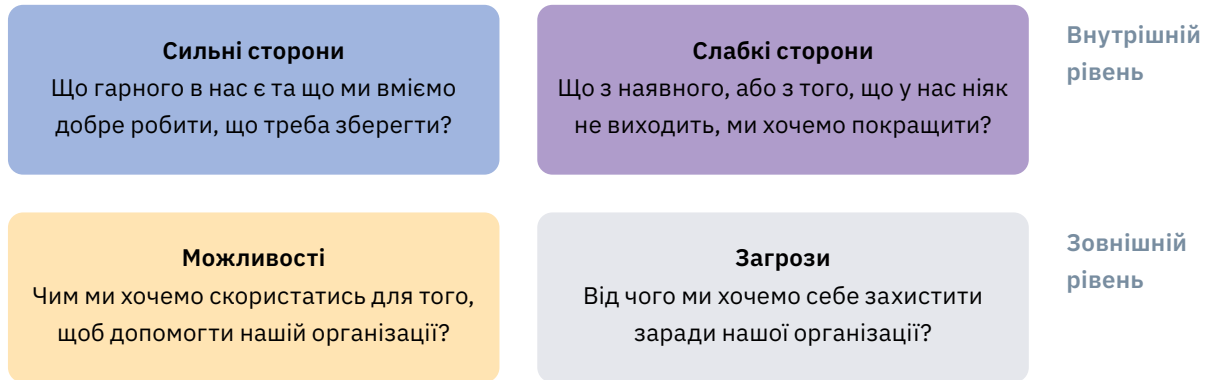 Сильні сторони
Що гарного в нас є та що ми вміємо
добре робити, що треба зберегти?
Слабкі сторони
Що з наявного, або з того, що у нас ніяк
не виходить, ми хочемо покращити?
Внутрішній
рівень
Можливості
Чим ми хочемо скористатись для того,
щоб допомогти нашій організації?
Загрози
Від чого ми хочемо себе захистити
заради нашої організації?
Зовнішній
рівень